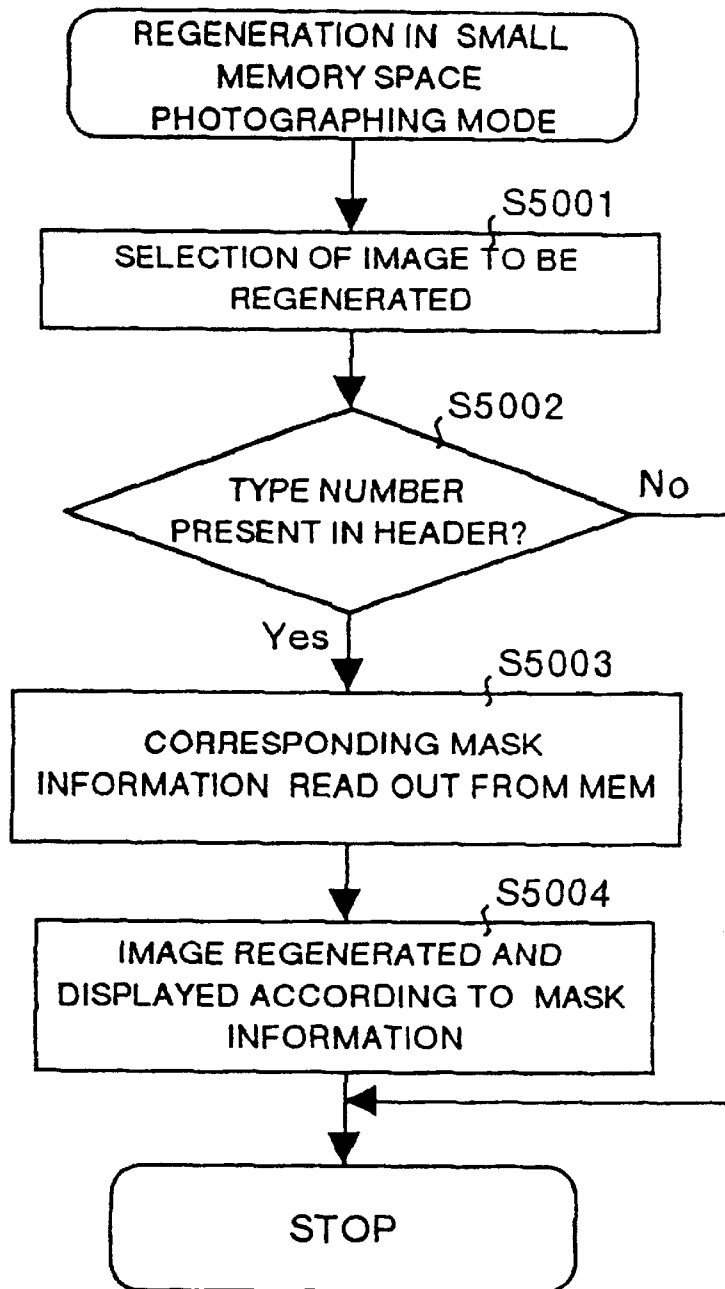 REGENERATION IN SMALL
MEMORY SPACE
PHOTOGRAPHING MODE
S5001
SELECTION OF IMAGE TO BE
REGENERATED
S5002
TYPE NUMBER
PRESENT IN HEADER?
No
Yes
S5003
CORRESPONDING MASK
INFORMATION READ OUT FROM MEM
S5004
IMAGE REGENERATED AND
DISPLAYED ACCORDING TO MASK
INFORMATION
STOP